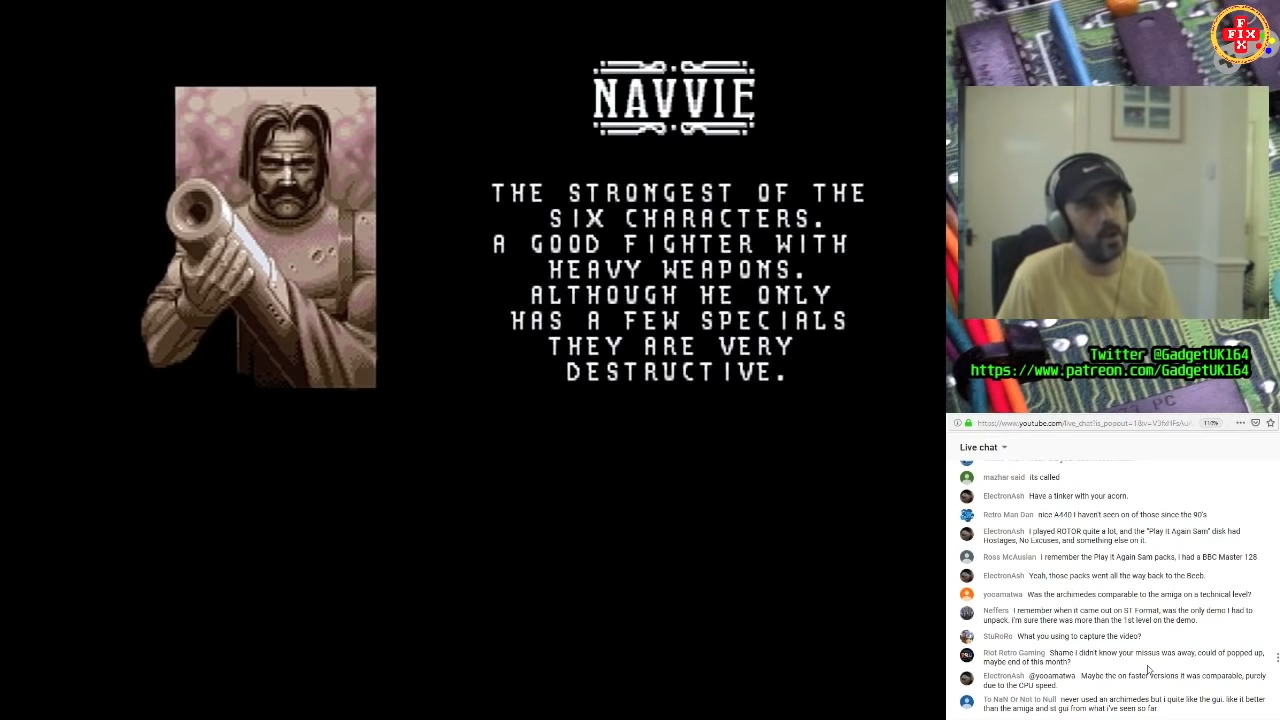 NAVVIE
THE STRONGEST OF THE
SIX CHARACTERS.
A GOOD FIGHTER WITH
HEAVY WEAPONS.
ALTHOUGH HE ONLY
HAS A FEW SPECIALS
THEY ARE VERY
DESTRUCTIVE.
F
FIX
X
Twitter @GadgetUK164
https://www.patreon.com/GadgetUK164
PC
110%
Live chat
mazhar said its called
ElectronAsh Have a tinker with your acorn.
Retro Man Dan nice A440 I haven't seen on of those since the 90's
ElectronAsh I played ROTOR quite a lot, and the "Play It Again Sam" disk had
Hostages, No Excuses, and something else on it.
Ross McAuslan I remember the Play it Again Sam packs, I had a BBC Master 128
ElectronAsh Yeah, those packs went all the way back to the Beeb.
yooamatwa Was the archimedes comparable to the amiga on a technical level?
Neffers I remember when it came out on ST Format, was the only demo I had to
unpack. I'm sure there was more than the 1st level on the demo.
StuRoRo What you using to capture the video?
Riot Retro Gaming Shame I didn't know your missus was away, could of popped up,
maybe end of this month?
ElectronAsh @yooamatwa Maybe the on faster versions it was comparable, purely
due to the CPU speed.
To NaN Or Not to Null never used an archimedes but i quite like the gui. like it better
than the amiga and st gui from what i've seen so far